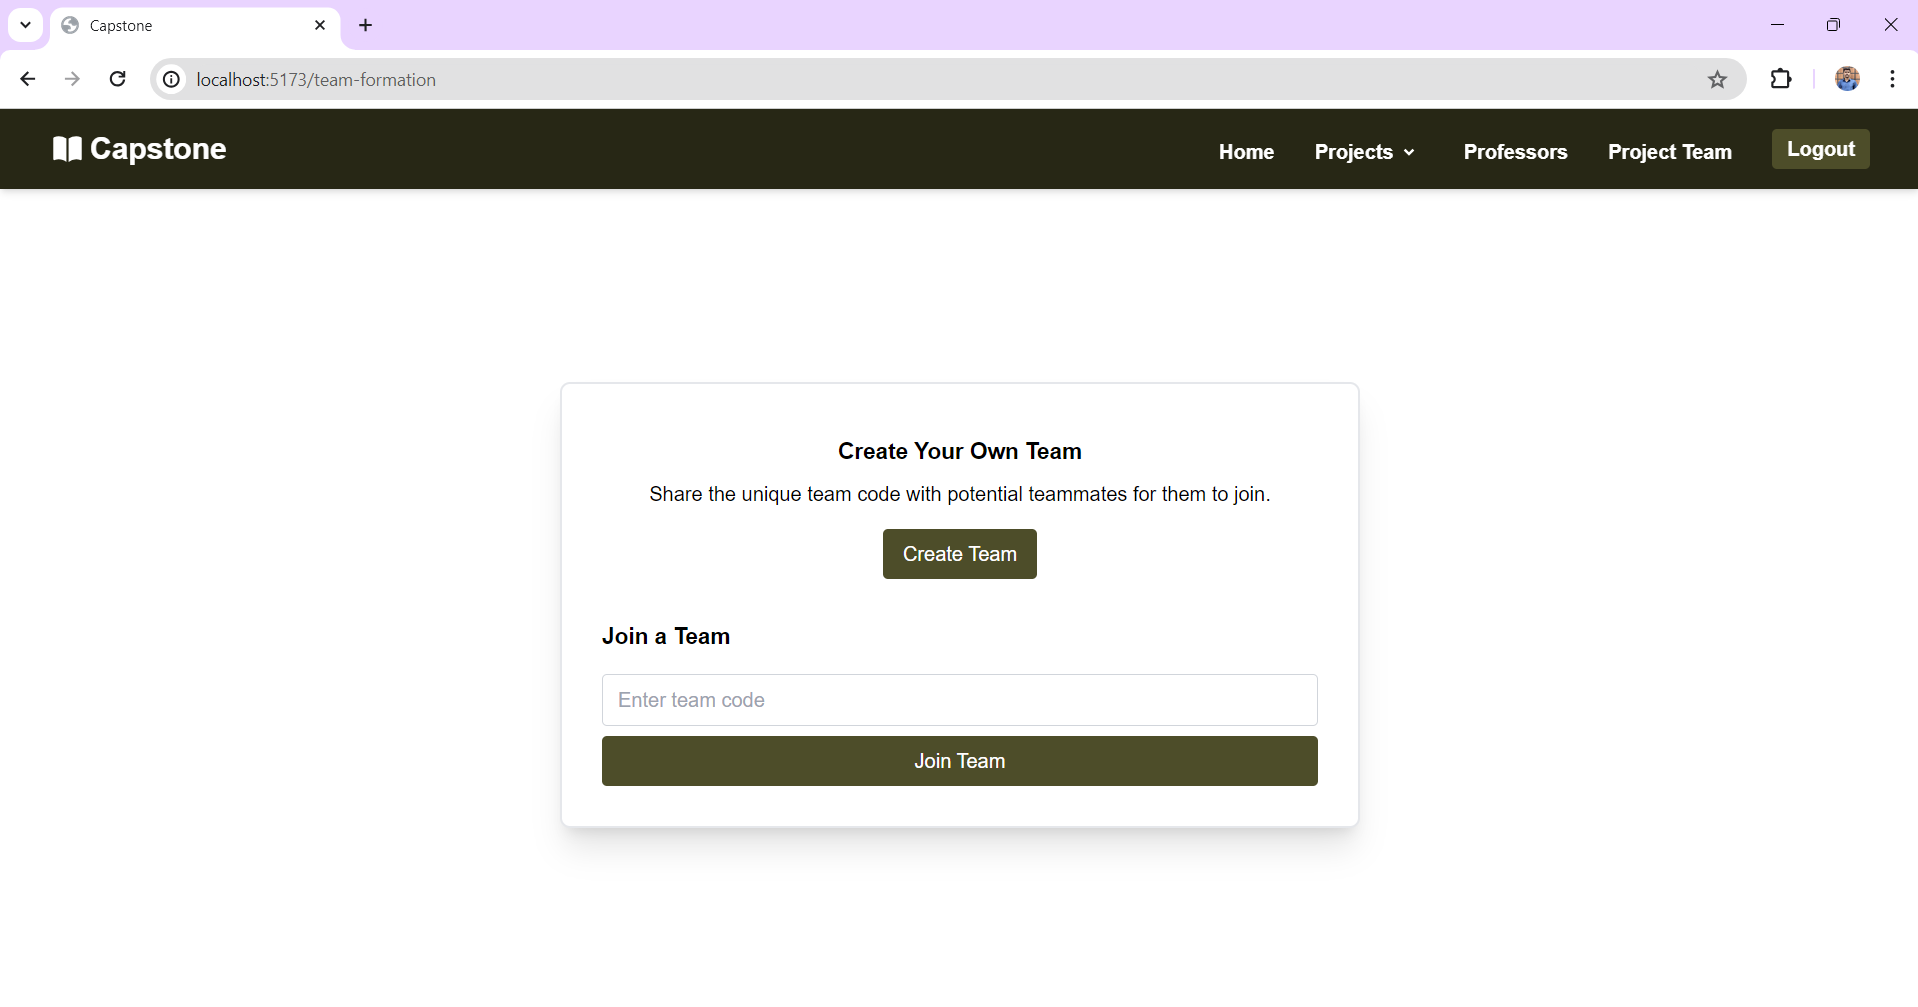 Capstone
localhost:5173/team-formation
Capstone
Home Projects Professors Project Team Logout
Create Your Own Team
Share the unique team code with potential teammates for them to join.
Create Team
Join a Team
Enter team code
Join Team